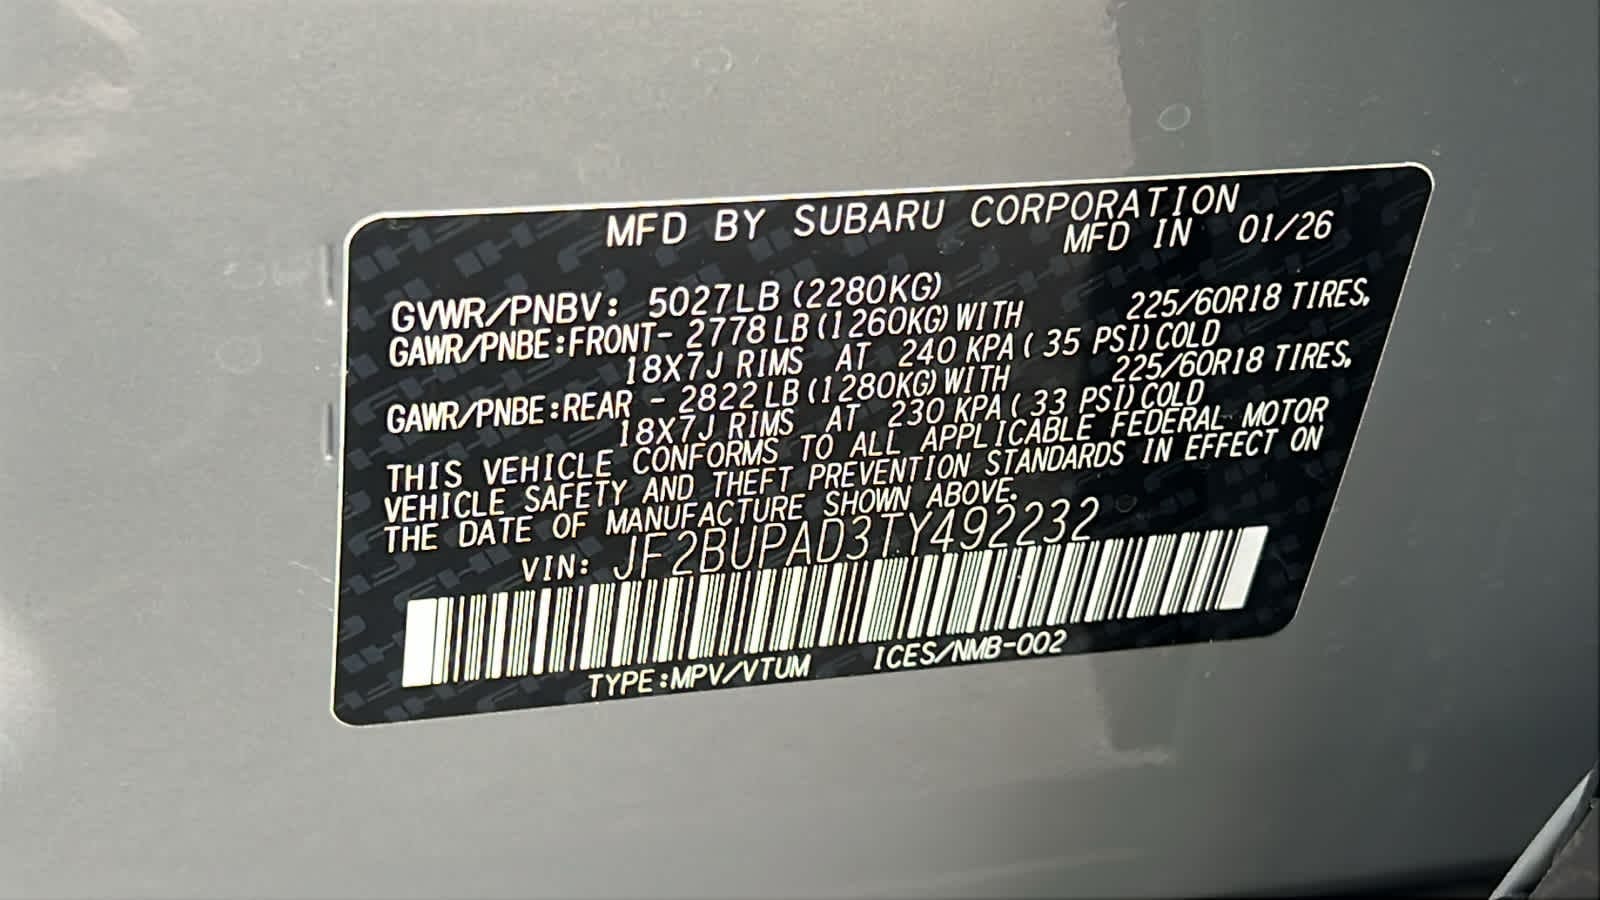 MFD BY SUBARU CORPORATION
MFD IN 01/26
GVWR/PNBV: 5027LB (2280KG)
GAWR/PNBE:FRONT- 2778 LB(1260KG) WITH 225/60R18 TIRES,
18X7J RIMS AT 240 KPA ( 35 PSI) COLD
GAWR/PNBE:REAR - 2822 LB (1280KG) WITH 225/60R18 TIRES,
18X7J RIMS AT 230 KPA ( 33 PSI) COLD
THIS VEHICLE CONFORMS TO ALL APPLICABLE FEDERAL MOTOR
VEHICLE SAFETY AND THEFT PREVENTION STANDARDS IN EFFECT ON
THE DATE OF MANUFACTURE SHOWN ABOVE.
VIN: JF2BUPAD3TY492232
TYPE:MPV/VTUM ICES/NMB-002